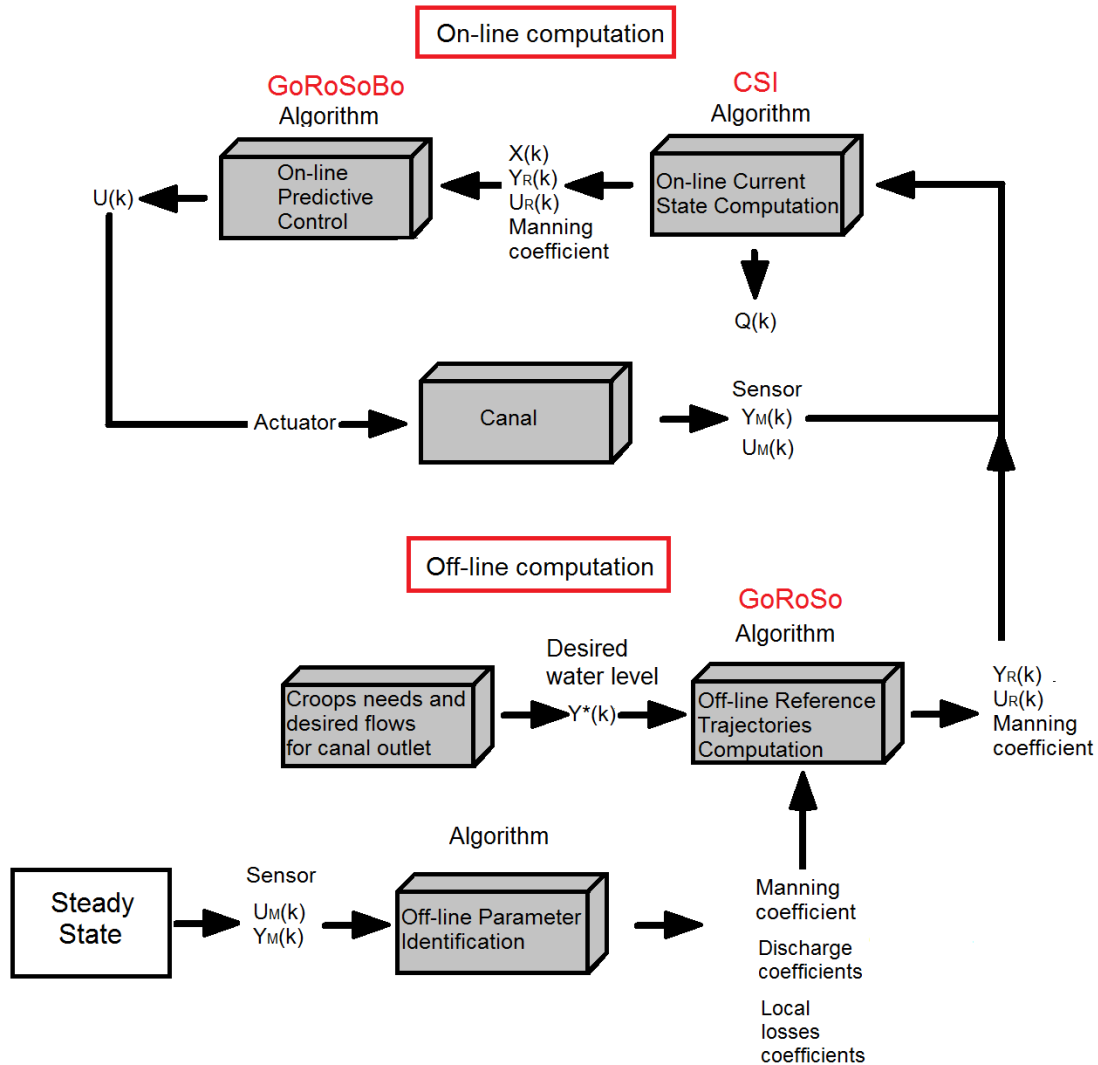 On-line computation
GoRoSoBo
Algorithm
CSI
Algorithm
On-line
Predictive
Control
X(k)
YR(k)
UR(k)
Manning
coefficient
On-line Current
State Computation
U(k)
Q(k)
Actuator
Canal
Sensor
YM(k)
UM(k)
Off-line computation
GoRoSo
Algorithm
Desired
water level
Y*(k)
Croops needs and
desired flows
for canal outlet
Off-line Reference
Trajectories
Computation
YR(k)
UR(k)
Manning
coefficient
Algorithm
Steady
State
Sensor
UM(k)
YM(k)
Off-line Parameter
Identification
Manning
coefficient
Discharge
coefficients
Local
losses
coefficients